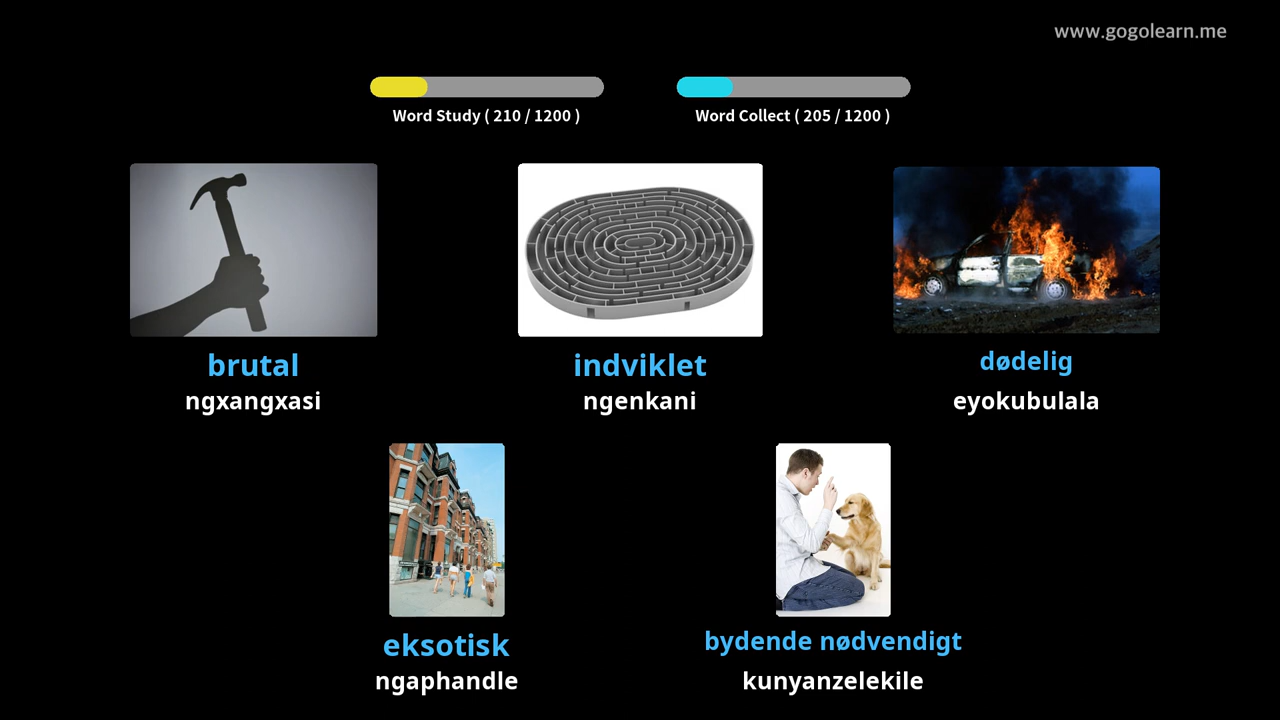 www.gogolearn.me
Word Study ( 210 / 1200 )
Word Collect ( 205 / 1200 )
brutal
ngxangxasi
indviklet
ngenkani
dødelig
eyokubulala
eksotisk
ngaphandle
bydende nødvendigt
kunyanzelekile